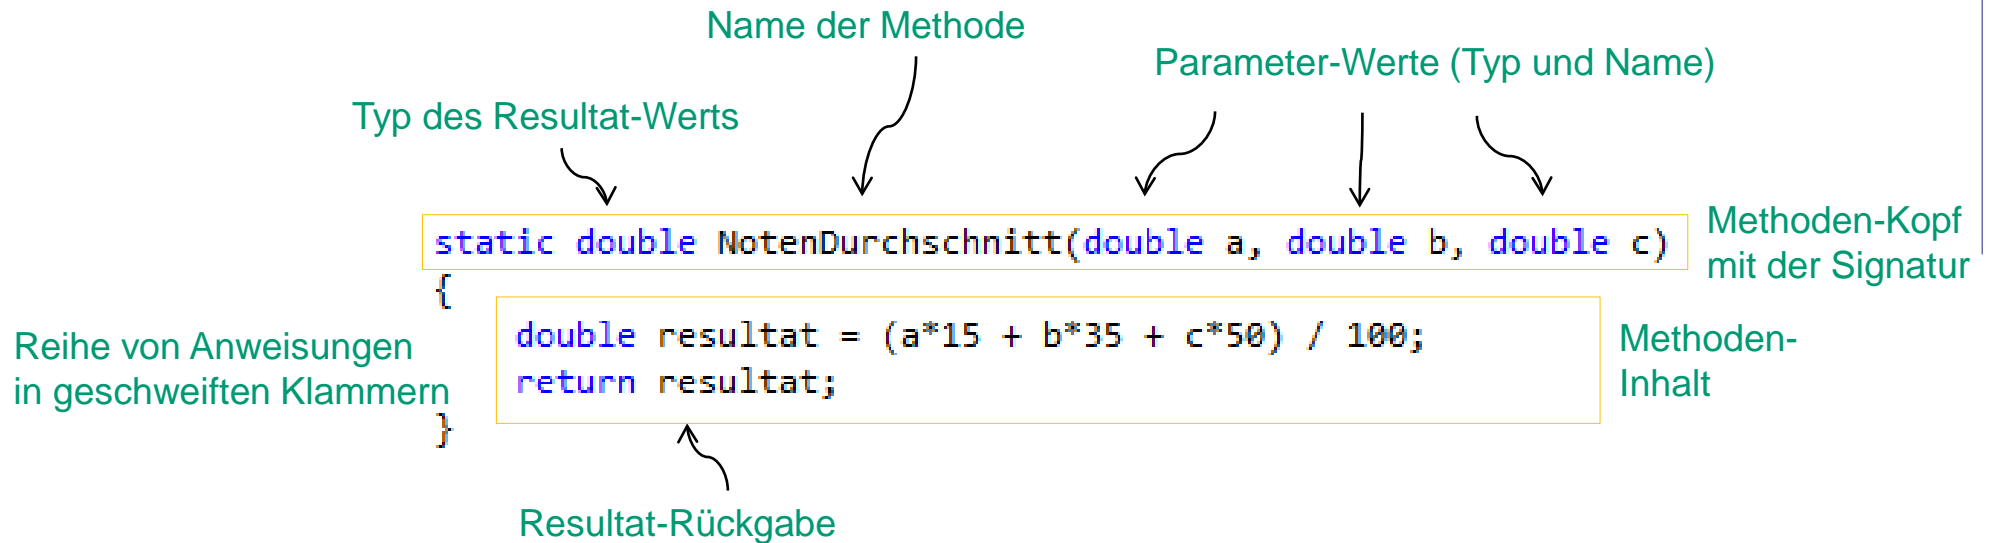 Name der Methode
Parameter-Werte (Typ und Name)
Typ des Resultat-Werts
static double NotenDurchschnitt(double a, double b, double c)
Methoden-Kopf
mit der Signatur
{
Reihe von Anweisungen
in geschweiften Klammern
double resultat = (a*15 + b*35 + c*50) / 100;
return resultat;
Methoden-
Inhalt
}
Resultat-Rückgabe